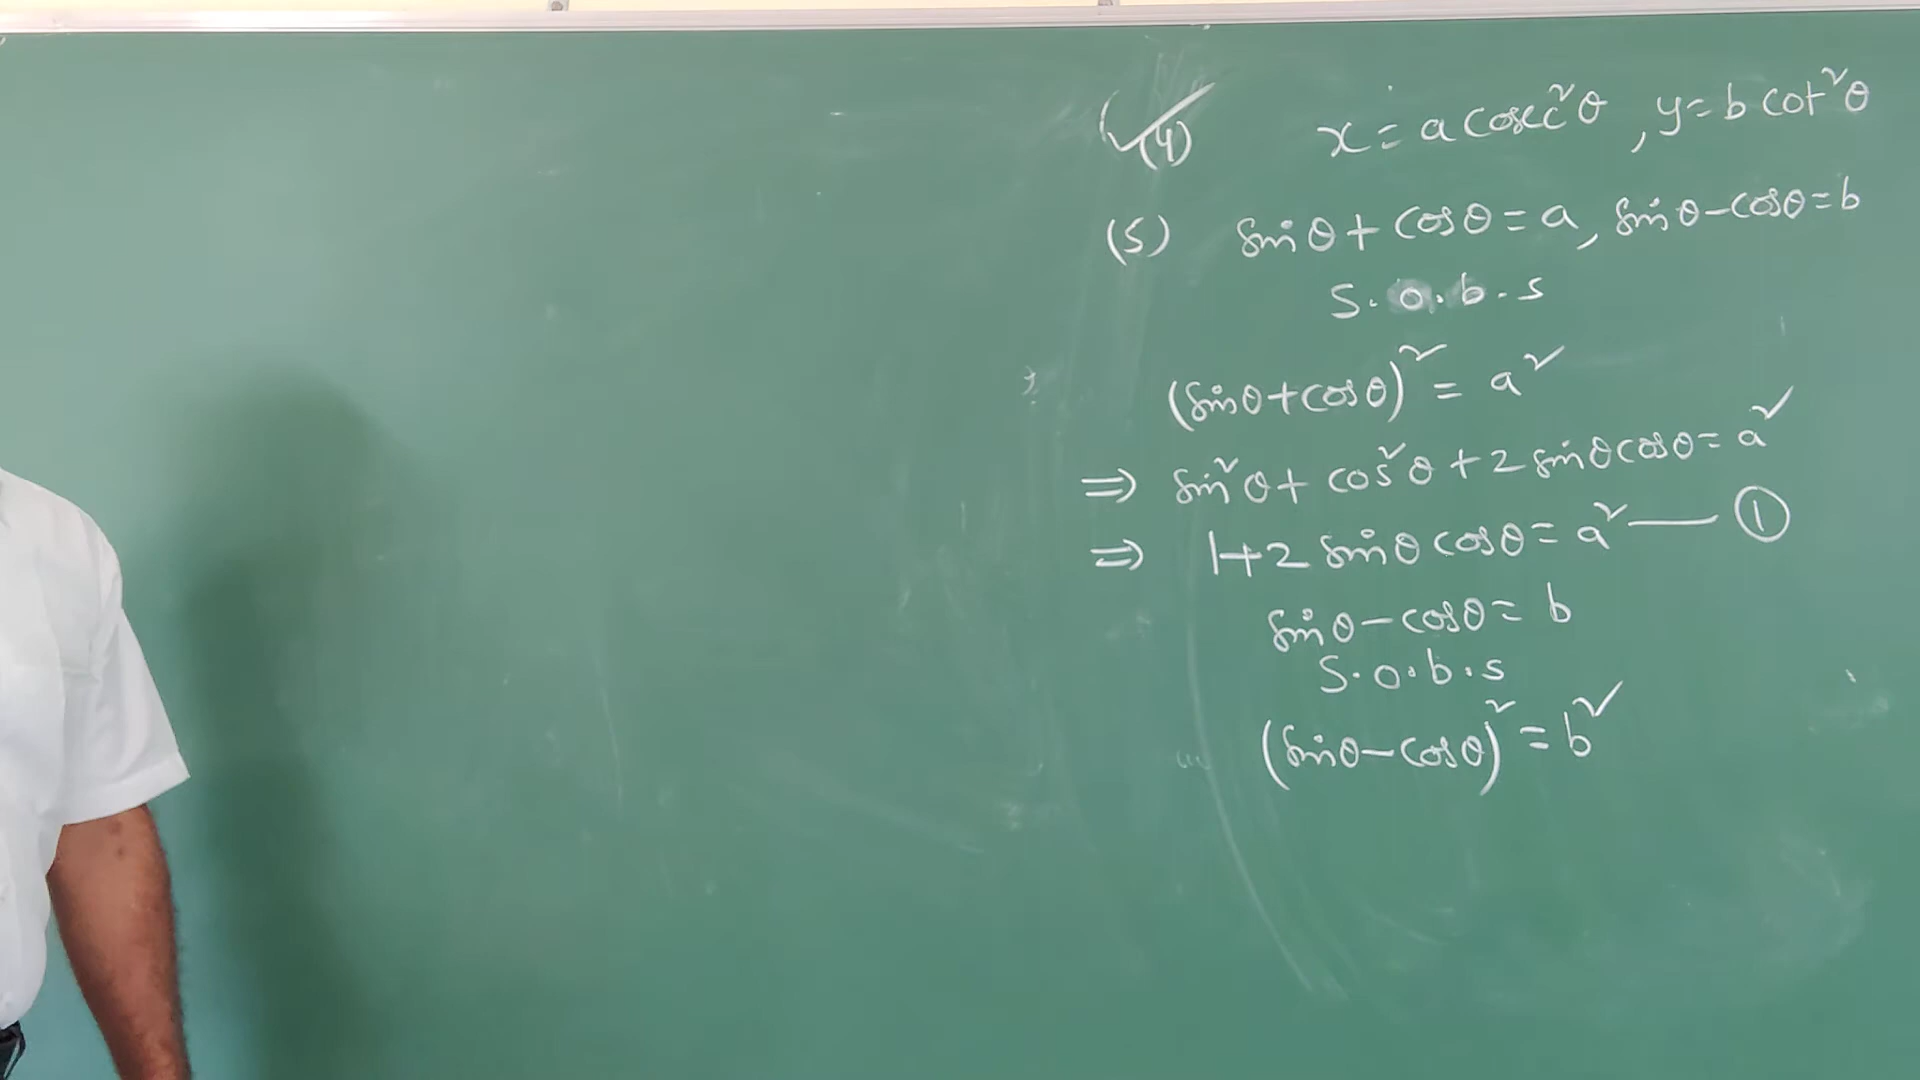 (4) x = a cosec²θ, y = b cot²θ
(5) sinθ + cosθ = a, sinθ - cosθ = b
S.o.b.s
(sinθ + cosθ)² = a²
⇒ sin²θ + cos²θ + 2 sinθ cosθ = a²
⇒ 1 + 2 sinθ cosθ = a² — ①
sinθ - cosθ = b
S.o.b.s
(sinθ - cosθ)² = b²